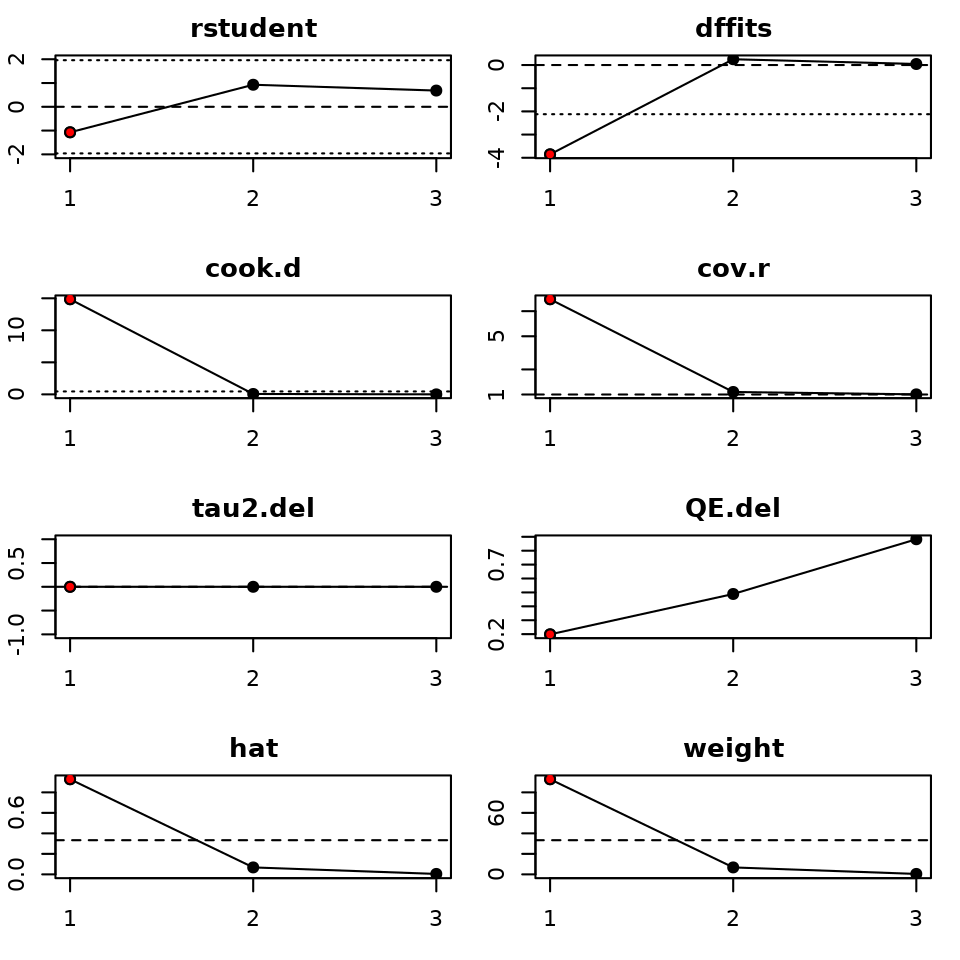 rstudent
-2 0 2
1 2 3
dffits
-4 -2 0
1 2 3
cook.d
0 10
1 2 3
cov.r
1 5
1 2 3
tau2.del
-1.0 0.5
1 2 3
QE.del
0.2 0.7
1 2 3
hat
0.0 0.6
1 2 3
weight
0 60
1 2 3